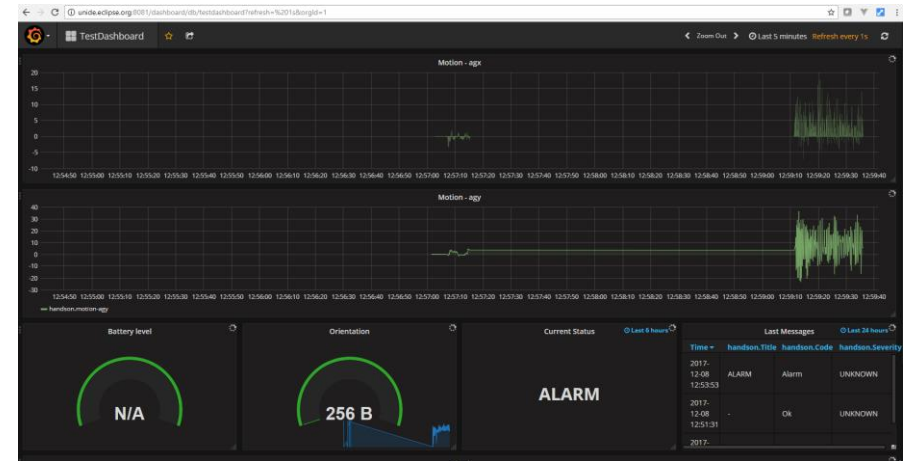 unide.eclipse.org:8081/dashboard/db/testdashboard?refresh=%201s&orgId=1
TestDashboard
Zoom Out
Last 5 minutes Refresh every 1s
Motion - agx
20
15
10
5
0
-5
-10
12:54:50 12:55:00 12:55:10 12:55:20 12:55:30 12:55:40 12:55:50 12:56:00 12:56:10 12:56:20 12:56:30 12:56:40 12:56:50 12:57:00 12:57:10 12:57:20 12:57:30 12:57:40 12:57:50 12:58:00 12:58:10 12:58:20 12:58:30 12:58:40 12:58:50 12:59:00 12:59:10 12:59:20 12:59:30 12:59:40
Motion - agy
40
30
20
10
0
-10
-20
-30
12:54:50 12:55:00 12:55:10 12:55:20 12:55:30 12:55:40 12:55:50 12:56:00 12:56:10 12:56:20 12:56:30 12:56:40 12:56:50 12:57:00 12:57:10 12:57:20 12:57:30 12:57:40 12:57:50 12:58:00 12:58:10 12:58:20 12:58:30 12:58:40 12:58:50 12:59:00 12:59:10 12:59:20 12:59:30 12:59:40
handson.motion-agy
Battery level
N/A
Orientation
256 B
Current Status
Last 6 hours
ALARM
Last Messages
Last 24 hours
Time handson.Title handson.Code handson.Severity
2017-
12-08
12:53:53
ALARM Alarm UNKNOWN
2017-
12-08
12:51:31
- Ok UNKNOWN
2017-